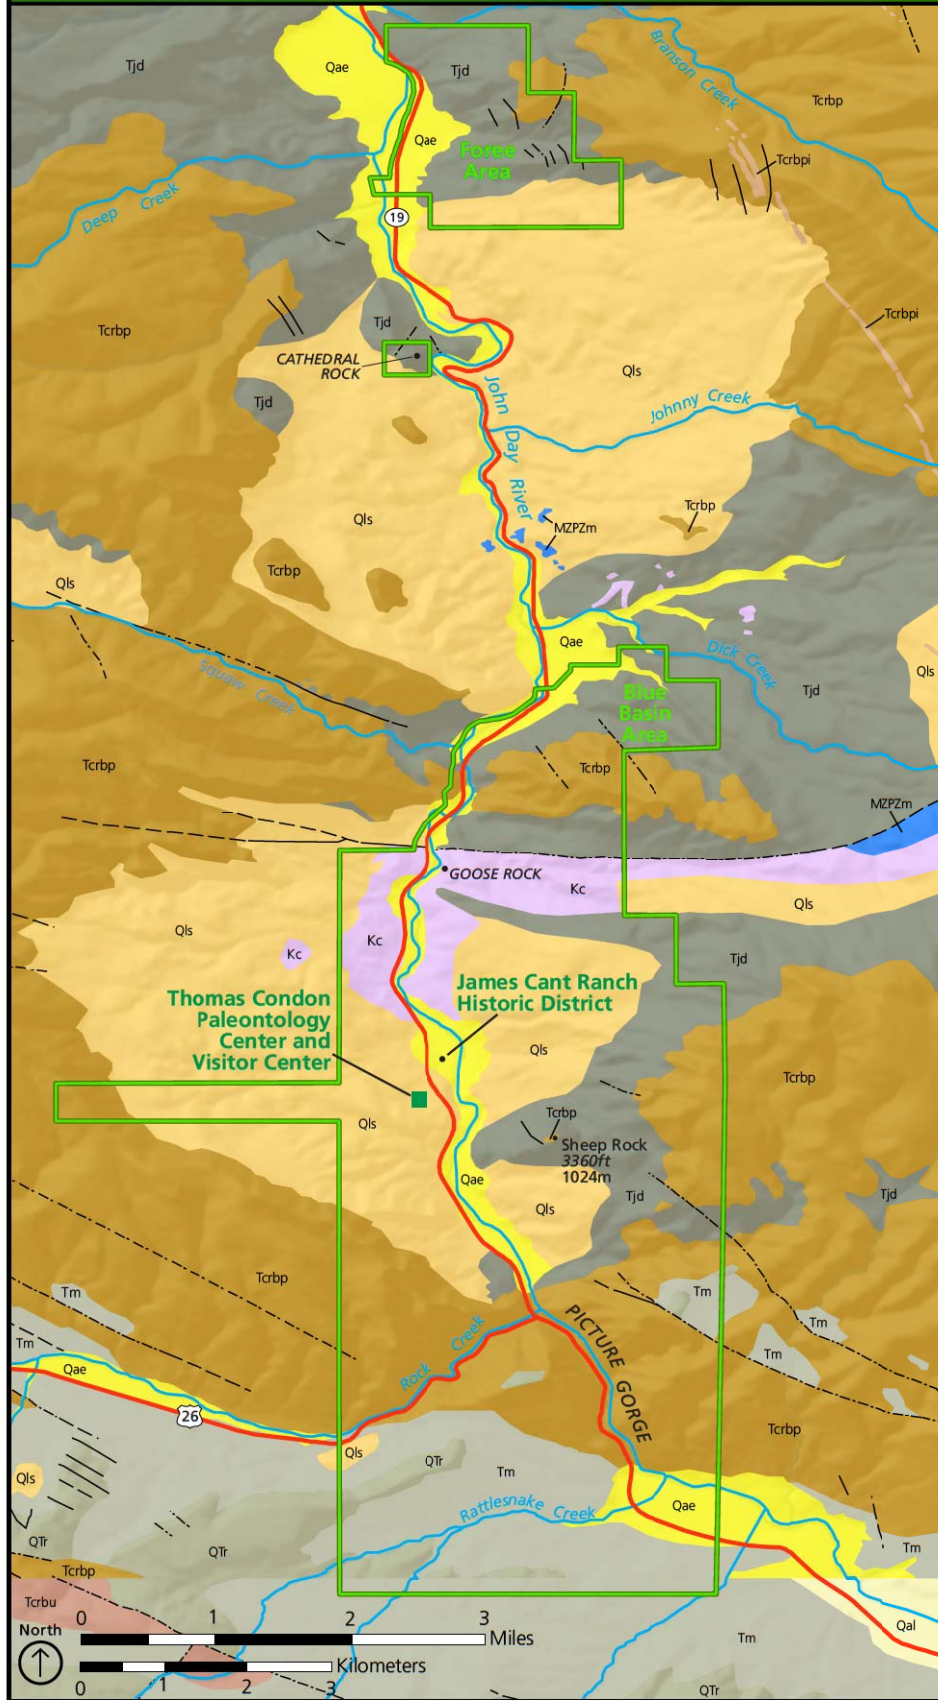 Tjd
Qae
Tjd
Branson Creek
Tcrbp
Qae
Foree
Area
Tcrbpi
Deep Creek
19
Tcrbp
Tjd
Tcrbpi
CATHEDRAL
ROCK
Qls
Tjd
John Day River
Johnny Creek
Qls
Tcrbp
MZPZm
Tcrbp
Qls
Qae
Dick Creek
Qls
Squaw Creek
Tjd
Blue
Basin
Area
Tcrbp
Tcrbp
MZPZm
GOOSE ROCK
Kc
Qls
Qls
Kc
Kc
Tjd
James Cant Ranch
Historic District
Thomas Condon
Paleontology
Center and
Visitor Center
Qls
Tcrbp
Tcrbp
Qls
Sheep Rock
3360ft
1024m
Qae
Tjd
Tjd
Qls
Tcrbp
Tm
Tm
Tm
PICTURE GORGE
Tm
Rock Creek
Tm
Qae
26
Tcrbp
Qls
QTr
Tm
Qls
Rattlesnake Creek
Qae
QTr
QTr
Tm
Tcrbp
Tcrbu
0 1 2 3
North
Miles
Qal
Tm
Kilometers
0 1 2 3
QTr